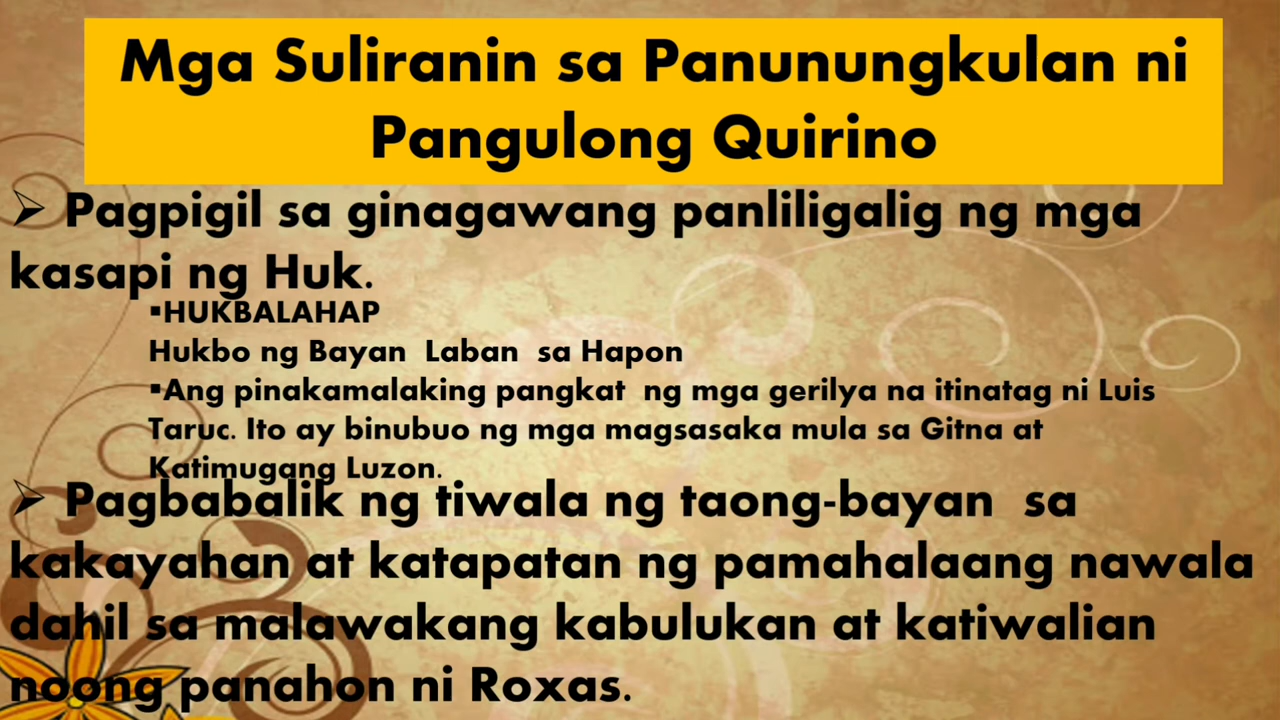 Mga Suliranin sa Panunungkulan ni
Pangulong Quirino
➢ Pagpigil sa ginagawang panliligalig ng mga
kasapi ng Huk.
▪HUKBALAHAP
Hukbo ng Bayan Laban sa Hapon
▪Ang pinakamalaking pangkat ng mga gerilya na itinatag ni Luis
Taruc. Ito ay binubuo ng mga magsasaka mula sa Gitna at
Katimugang Luzon.
➢ Pagbabalik ng tiwala ng taong-bayan sa
kakayahan at katapatan ng pamahalaang nawala
dahil sa malawakang kabulukan at katiwalian
noong panahon ni Roxas.